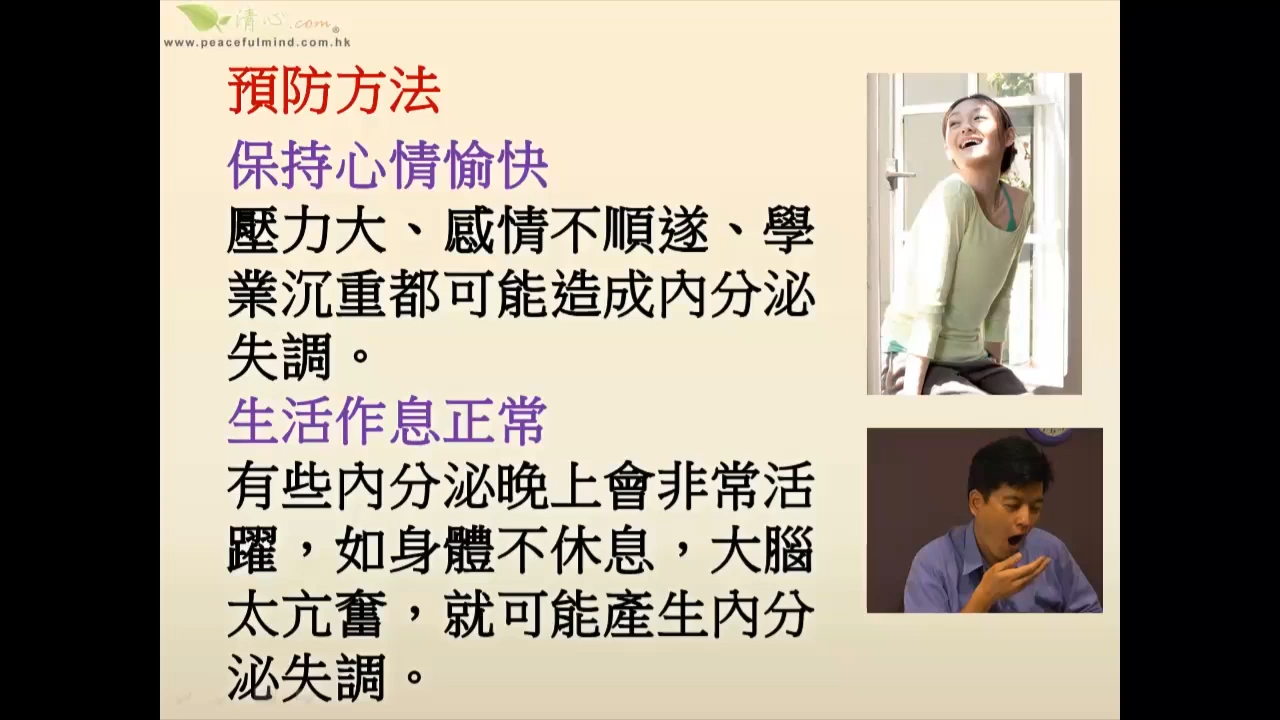 清心.com®
www.peacefulmind.com.hk
預防方法
保持心情愉快
壓力大、感情不順遂、學
業沉重都可能造成內分泌
失調。
生活作息正常
有些內分泌晚上會非常活
躍，如身體不休息，大腦
太亢奮，就可能產生內分
泌失調。